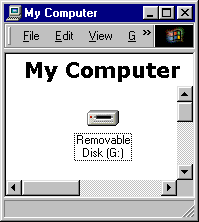 My Computer
File Edit View G »
My Computer
Removable
Disk (G:)